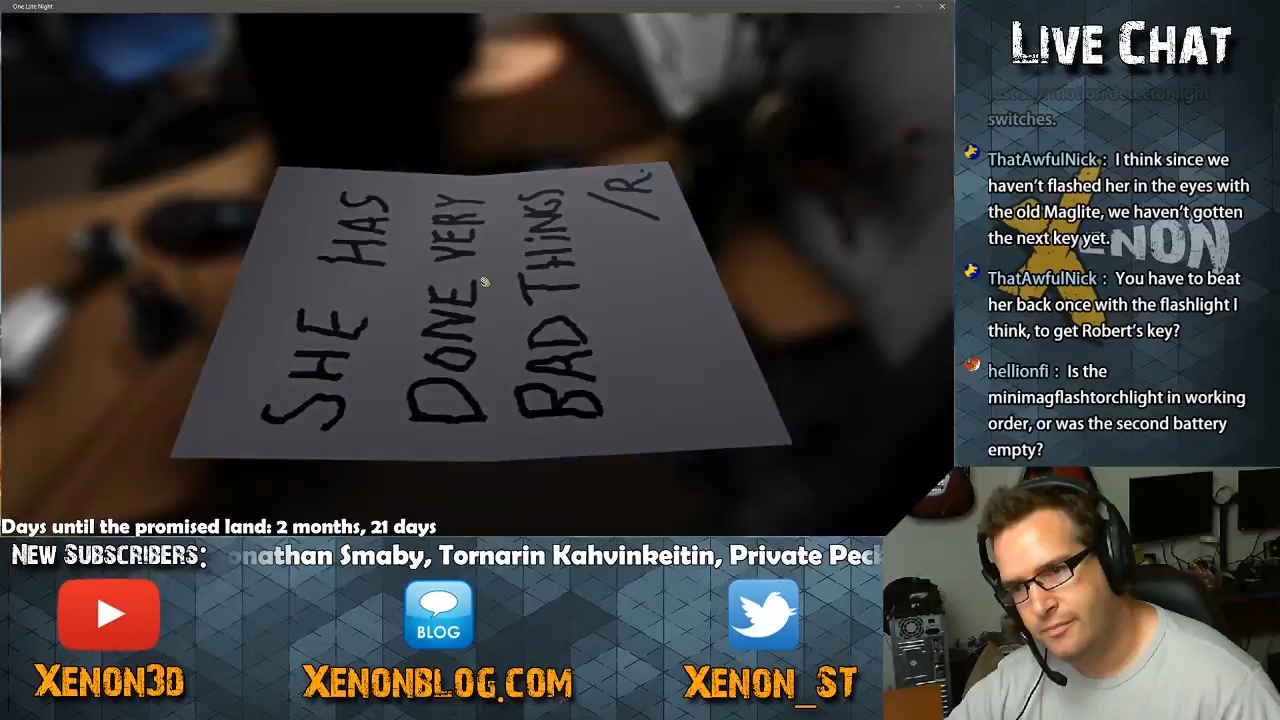 One Late Night
LIVE CHAT
switches.
ThatAwfulNick : I think since we
haven't flashed her in the eyes with
the old Maglite, we haven't gotten
the next key yet.
XENON
ThatAwfulNick : You have to beat
her back once with the flashlight I
think, to get Robert's key?
hellionfi : Is the
minimagflashtorchlight in working
order, or was the second battery
empty?
SHE HAS
DONE VERY
BAD THINGS
/R.
Days until the promised land: 2 months, 21 days
NEW SUBSCRIBERS: onathan Smaby, Tornarin Kahvinkeitin, Private Peck
BLOG
XENON3D
XENONBLOG.COM
XENON_ST